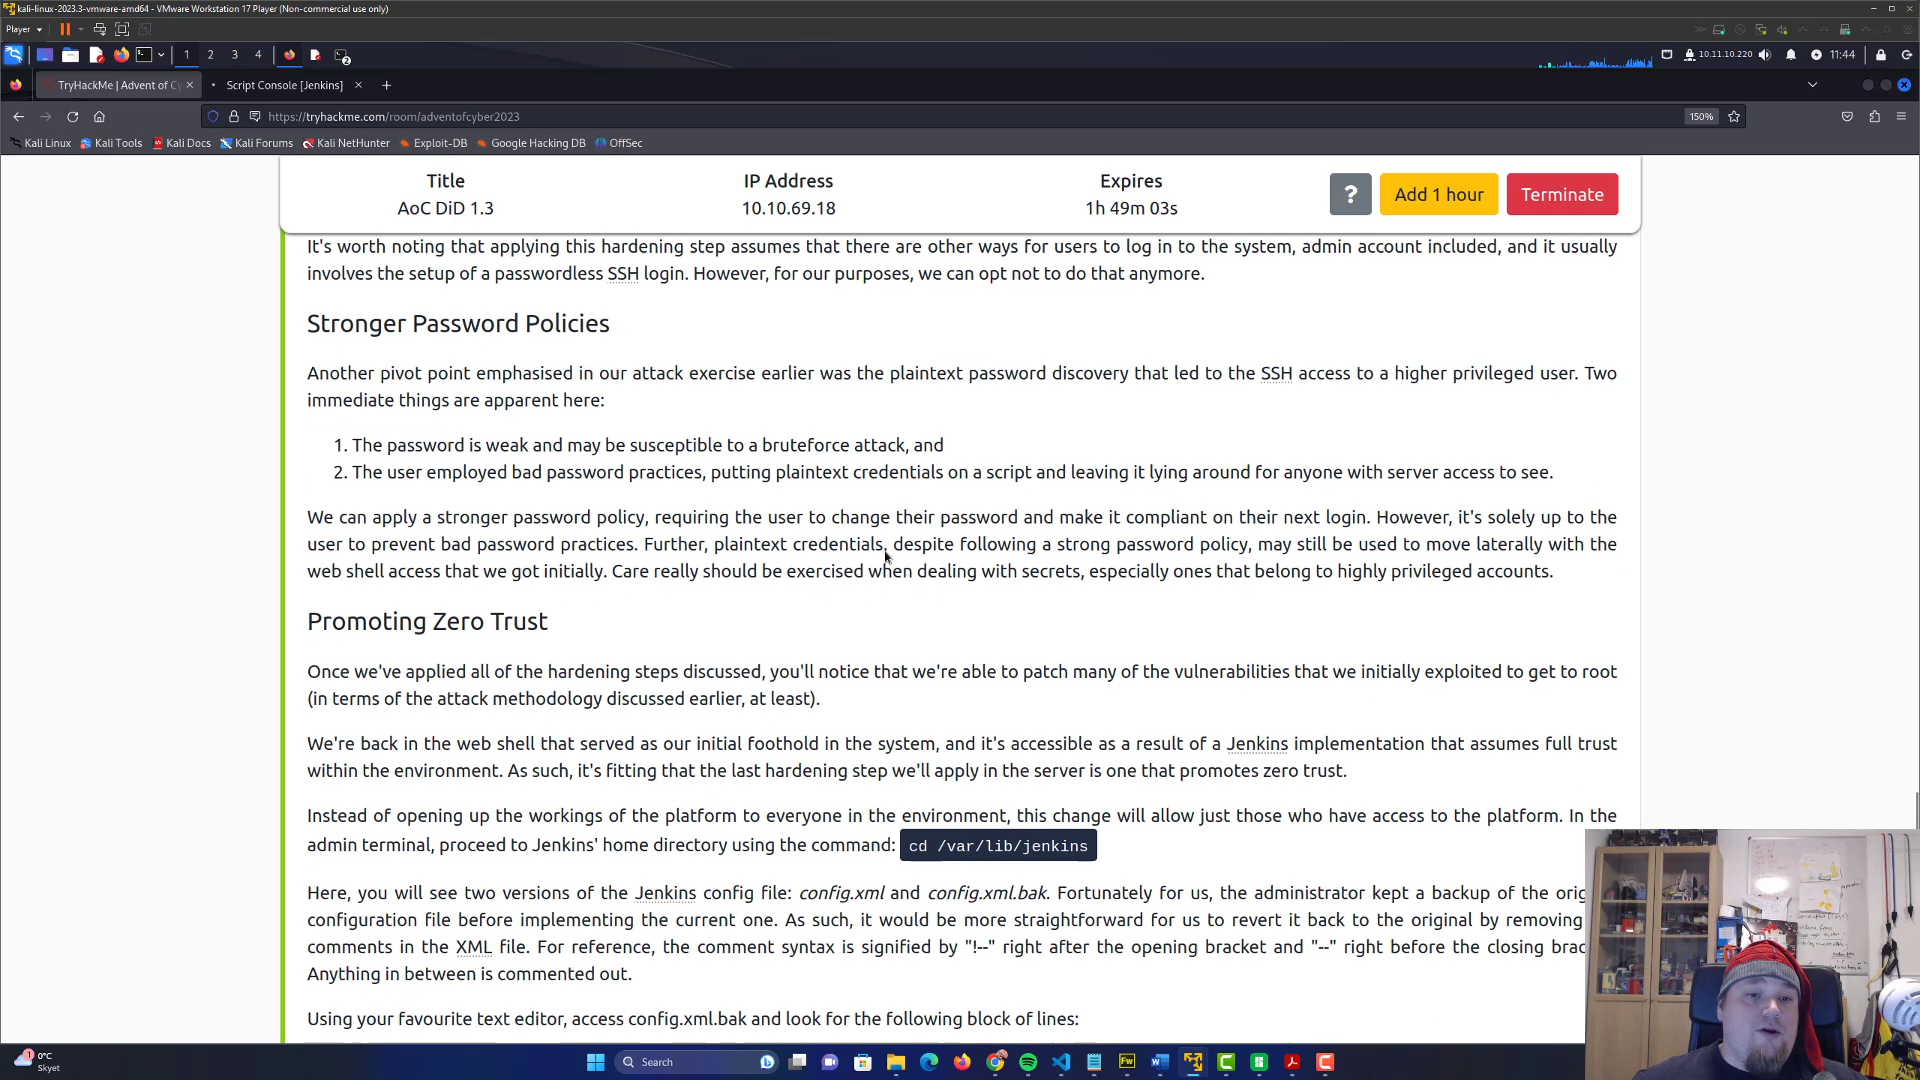 kali-linux-2023.3-vmware-amd64 - VMware Workstation 17 Player (Non-commercial use only)
Player
1 2 3 4
2
10.11.10.220
11:44
TryHackMe | Advent of Cy
Script Console [Jenkins]
https://tryhackme.com/room/adventofcyber2023
150%
Kali Linux Kali Tools Kali Docs Kali Forums Kali NetHunter Exploit-DB Google Hacking DB OffSec
Title IP Address Expires
AoC DiD 1.3 10.10.69.18 1h 49m 03s
? Add 1 hour Terminate
It's worth noting that applying this hardening step assumes that there are other ways for users to log in to the system, admin account included, and it usually
involves the setup of a passwordless SSH login. However, for our purposes, we can opt not to do that anymore.
Stronger Password Policies
Another pivot point emphasised in our attack exercise earlier was the plaintext password discovery that led to the SSH access to a higher privileged user. Two
immediate things are apparent here:
1. The password is weak and may be susceptible to a bruteforce attack, and
2. The user employed bad password practices, putting plaintext credentials on a script and leaving it lying around for anyone with server access to see.
We can apply a stronger password policy, requiring the user to change their password and make it compliant on their next login. However, it's solely up to the
user to prevent bad password practices. Further, plaintext credentials, despite following a strong password policy, may still be used to move laterally with the
web shell access that we got initially. Care really should be exercised when dealing with secrets, especially ones that belong to highly privileged accounts.
Promoting Zero Trust
Once we've applied all of the hardening steps discussed, you'll notice that we're able to patch many of the vulnerabilities that we initially exploited to get to root
(in terms of the attack methodology discussed earlier, at least).
We're back in the web shell that served as our initial foothold in the system, and it's accessible as a result of a Jenkins implementation that assumes full trust
within the environment. As such, it's fitting that the last hardening step we'll apply in the server is one that promotes zero trust.
Instead of opening up the workings of the platform to everyone in the environment, this change will allow just those who have access to the platform. In the
admin terminal, proceed to Jenkins' home directory using the command: cd /var/lib/jenkins
Here, you will see two versions of the Jenkins config file: config.xml and config.xml.bak. Fortunately for us, the administrator kept a backup of the orig
configuration file before implementing the current one. As such, it would be more straightforward for us to revert it back to the original by removing
comments in the XML file. For reference, the comment syntax is signified by "!--" right after the opening bracket and "--" right before the closing brac
Anything in between is commented out.
Using your favourite text editor, access config.xml.bak and look for the following block of lines:
1
0°C
Skyet
Search